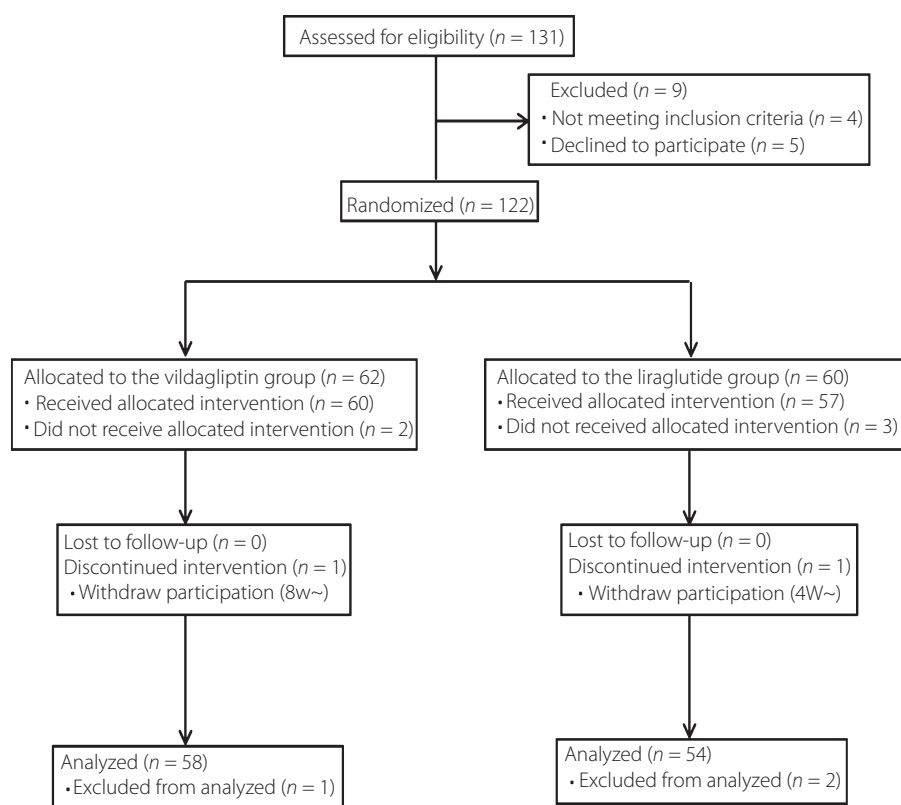 Assessed for eligibility (n = 131)
Excluded (n = 9)
• Not meeting inclusion criteria (n = 4)
• Declined to participate (n = 5)
Randomized (n = 122)
Allocated to the vildagliptin group (n = 62)
• Received allocated intervention (n = 60)
• Did not receive allocated intervention (n = 2)
Allocated to the liraglutide group (n = 60)
• Received allocated intervention (n = 57)
• Did not received allocated intervention (n = 3)
Lost to follow-up (n = 0)
Discontinued intervention (n = 1)
• Withdraw participation (8w~)
Lost to follow-up (n = 0)
Discontinued intervention (n = 1)
• Withdraw participation (4W~)
Analyzed (n = 58)
• Excluded from analyzed (n = 1)
Analyzed (n = 54)
• Excluded from analyzed (n = 2)